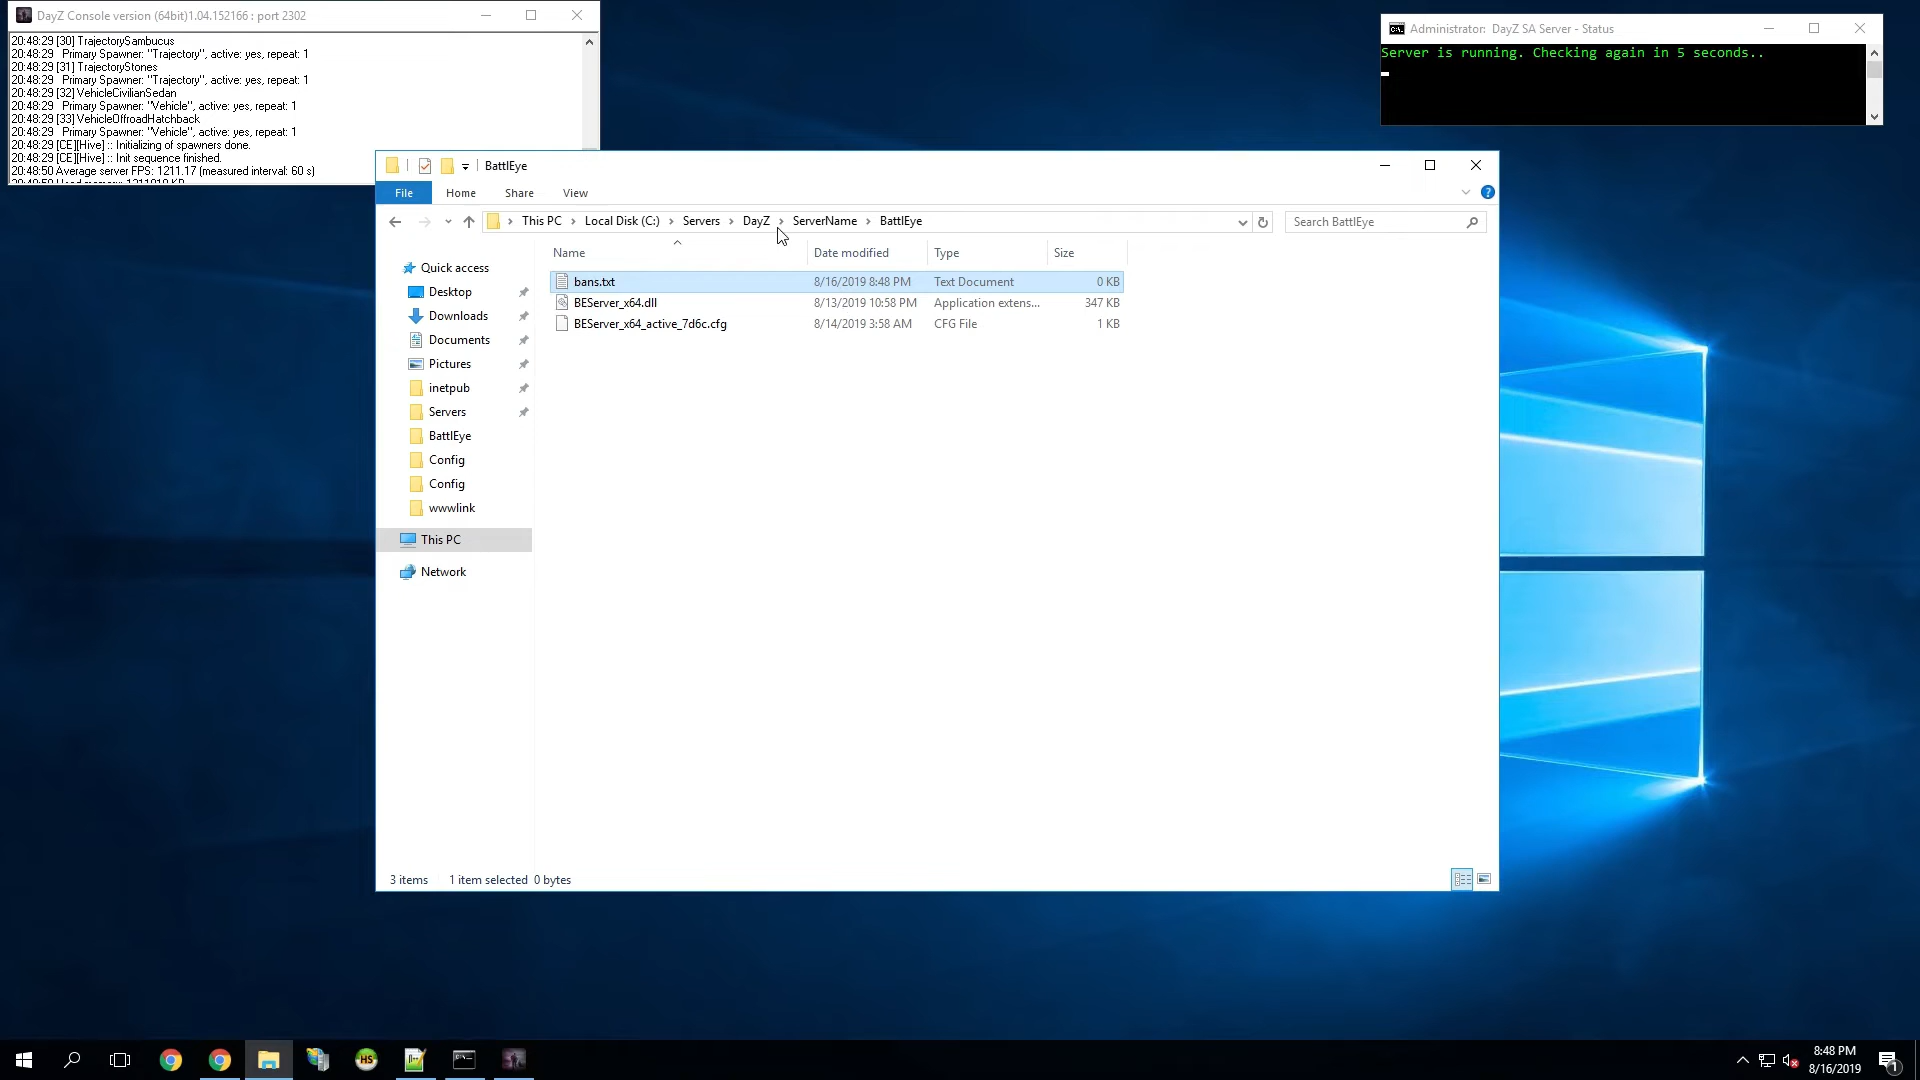 DayZ Console version (64bit)1.04.152166 : port 2302
20:48:29 [30] TrajectorySambucus
20:48:29 Primary Spawner: "Trajectory", active: yes, repeat: 1
20:48:29 [31] TrajectoryStones
20:48:29 Primary Spawner: "Trajectory", active: yes, repeat: 1
20:48:29 [32] VehicleCivilianSedan
20:48:29 Primary Spawner: "Vehicle", active: yes, repeat: 1
20:48:29 [33] VehicleOffroadHatchback
20:48:29 Primary Spawner: "Vehicle", active: yes, repeat: 1
20:48:29 [CE][Hive] :: Initializing of spawners done.
20:48:29 [CE][Hive] :: Init sequence finished.
20:48:50 Average server FPS: 1211.17 (measured interval: 60 s)
Administrator: DayZ SA Server - Status
Server is running. Checking again in 5 seconds..
BattlEye
File Home Share View
This PC Local Disk (C:) Servers DayZ ServerName BattlEye
Search BattlEye
Name Date modified Type Size
bans.txt 8/16/2019 8:48 PM Text Document 0 KB
BEServer_x64.dll 8/13/2019 10:58 PM Application extens... 347 KB
BEServer_x64_active_7d6c.cfg 8/14/2019 3:58 AM CFG File 1 KB
Quick access
Desktop
Downloads
Documents
Pictures
inetpub
Servers
BattlEye
Config
Config
wwwlink
This PC
Network
3 items 1 item selected 0 bytes
HS
8:48 PM
8/16/2019
1